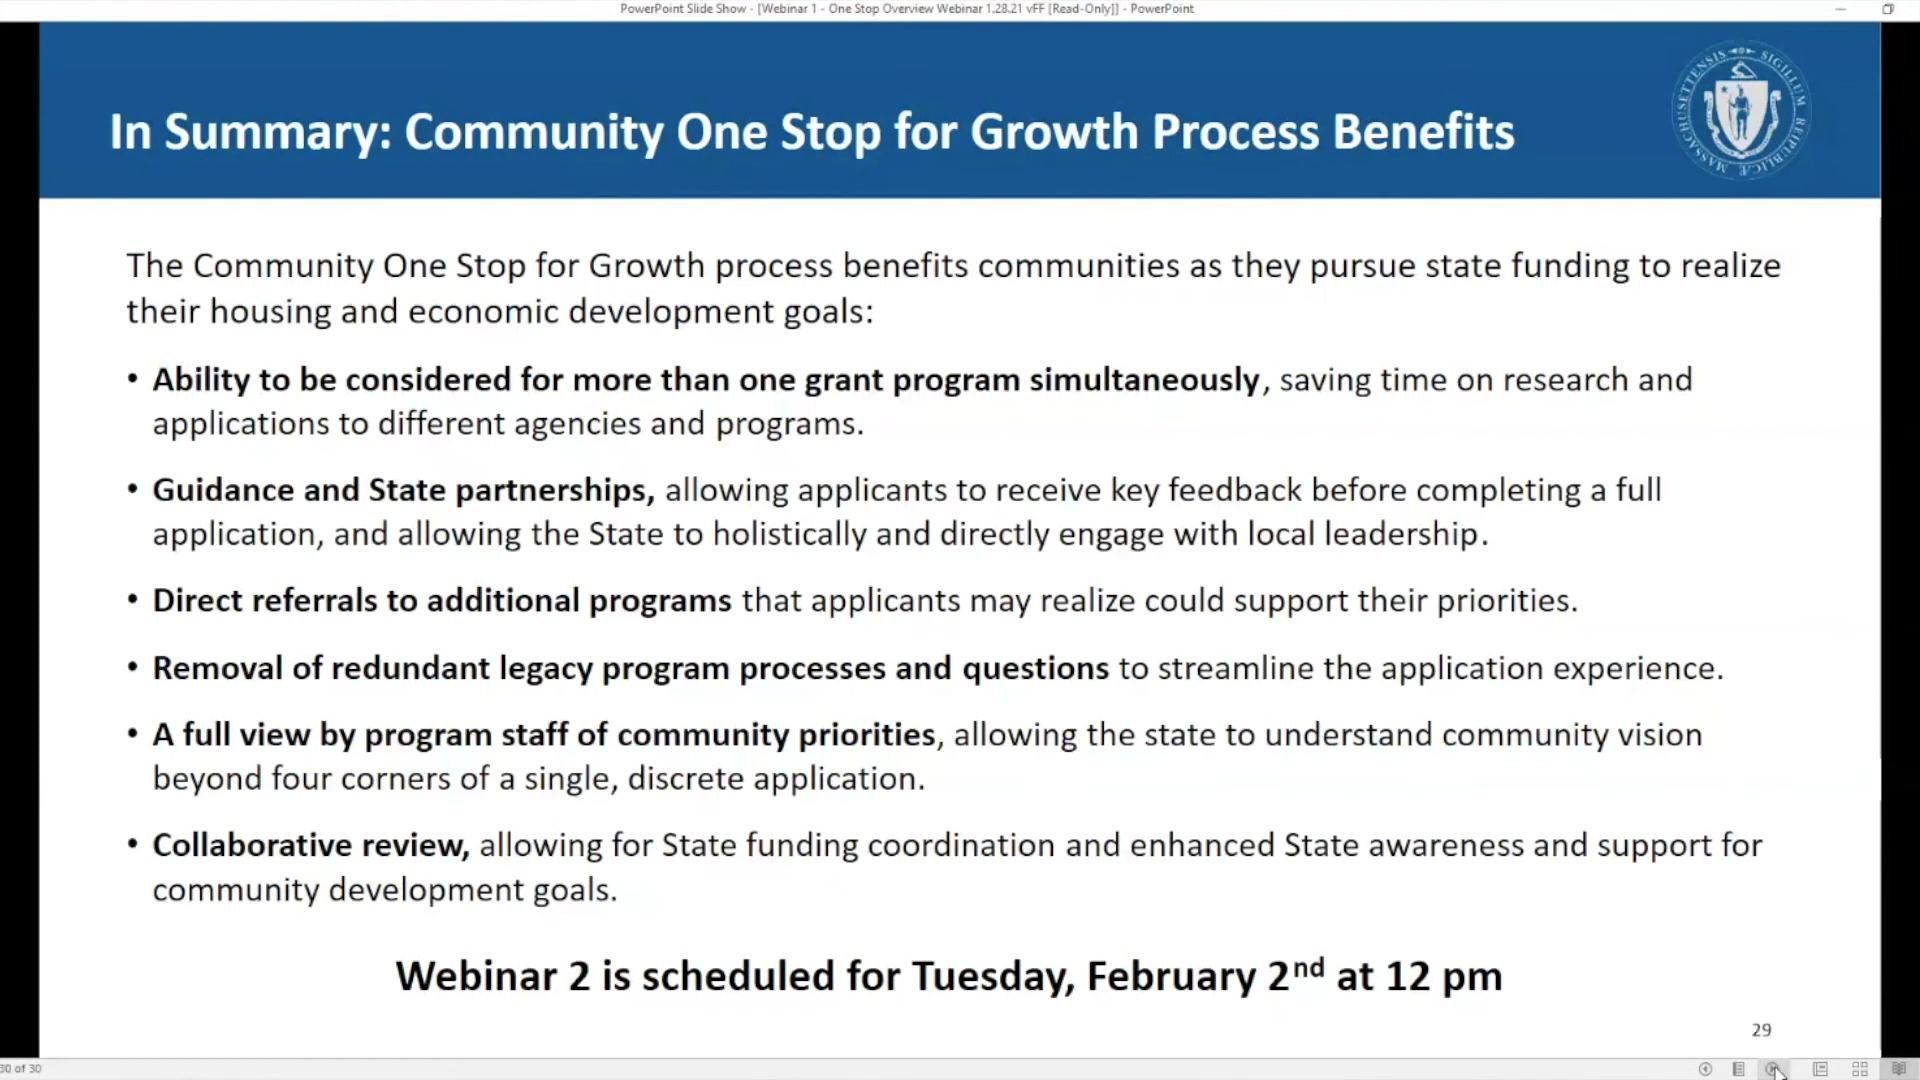 PowerPoint Slide Show - [Webinar 1 - One Stop Overview Webinar 1.28.21 vFF [Read-Only]] - PowerPoint
In Summary: Community One Stop for Growth Process Benefits
SIGILLUM REIPUBLICÆ MASSACHUSETTENSIS
The Community One Stop for Growth process benefits communities as they pursue state funding to realize
their housing and economic development goals:
• Ability to be considered for more than one grant program simultaneously, saving time on research and
applications to different agencies and programs.
• Guidance and State partnerships, allowing applicants to receive key feedback before completing a full
application, and allowing the State to holistically and directly engage with local leadership.
• Direct referrals to additional programs that applicants may realize could support their priorities.
• Removal of redundant legacy program processes and questions to streamline the application experience.
• A full view by program staff of community priorities, allowing the state to understand community vision
beyond four corners of a single, discrete application.
• Collaborative review, allowing for State funding coordination and enhanced State awareness and support for
community development goals.
Webinar 2 is scheduled for Tuesday, February 2nd at 12 pm
29
30 of 30